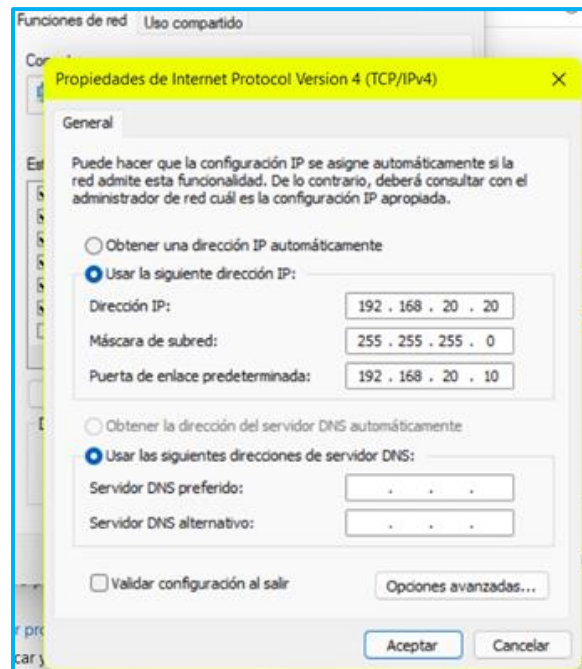 Funciones de red Uso compartido
Propiedades de Internet Protocol Version 4 (TCP/IPv4)
General
Puede hacer que la configuración IP se asigne automáticamente si la
red admite esta funcionalidad. De lo contrario, deberá consultar con el
administrador de red cuál es la configuración IP apropiada.
Obtener una dirección IP automáticamente
Usar la siguiente dirección IP:
Dirección IP: 192 . 168 . 20 . 20
Máscara de subred: 255 . 255 . 255 . 0
Puerta de enlace predeterminada: 192 . 168 . 20 . 10
Obtener la dirección del servidor DNS automáticamente
Usar las siguientes direcciones de servidor DNS:
Servidor DNS preferido: . . .
Servidor DNS alternativo: . . .
Validar configuración al salir Opciones avanzadas...
Aceptar Cancelar